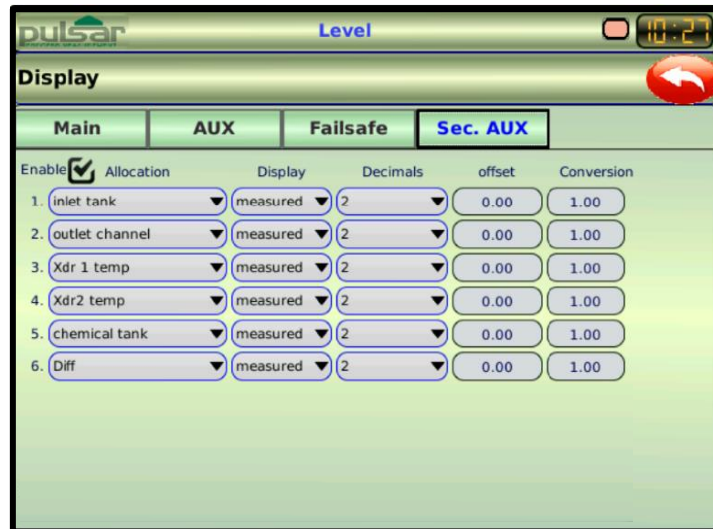 pulsar Level 10:27
Display
Main AUX Failsafe Sec. AUX
Enable Allocation Display Decimals offset Conversion
1. inlet tank measured 2 0.00 1.00
2. outlet channel measured 2 0.00 1.00
3. Xdr 1 temp measured 2 0.00 1.00
4. Xdr2 temp measured 2 0.00 1.00
5. chemical tank measured 2 0.00 1.00
6. Diff measured 2 0.00 1.00